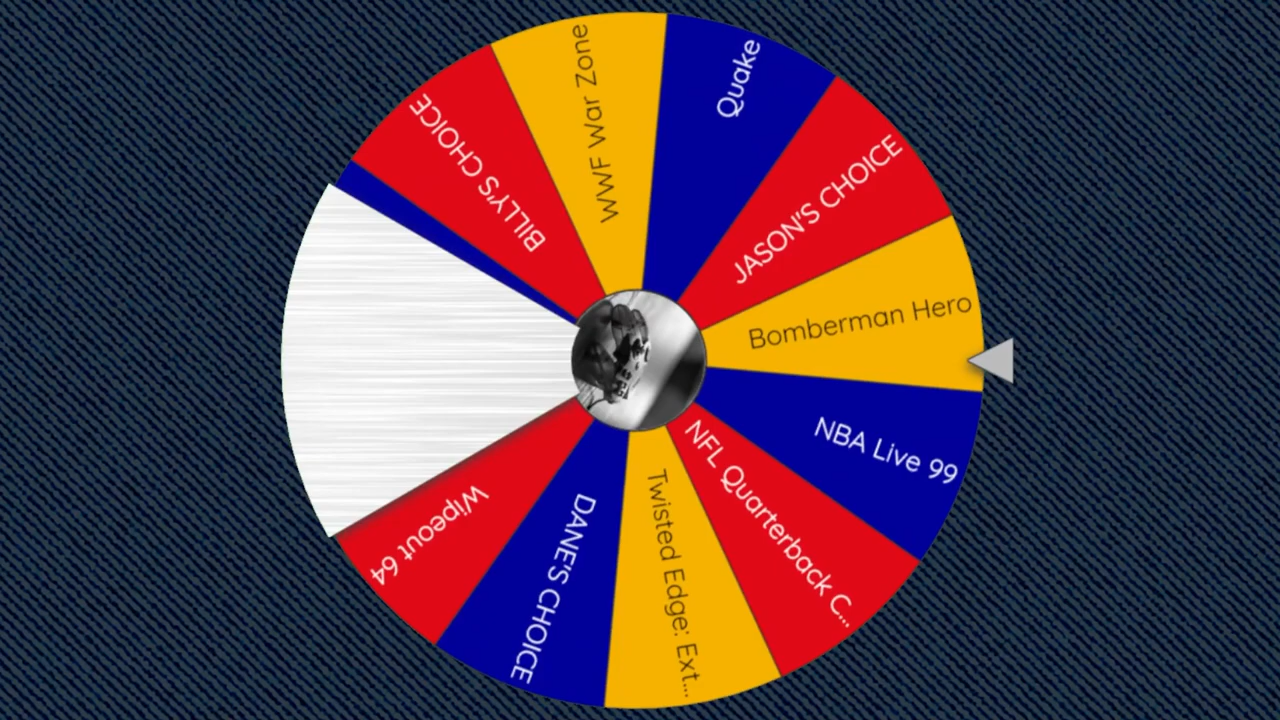 WWF War Zone
Quake
JASON'S CHOICE
Bomberman Hero
NBA Live 99
NFL Quarterback C...
Twisted Edge: Ext...
DANE'S CHOICE
Wipeout 64
BILLY'S CHOICE